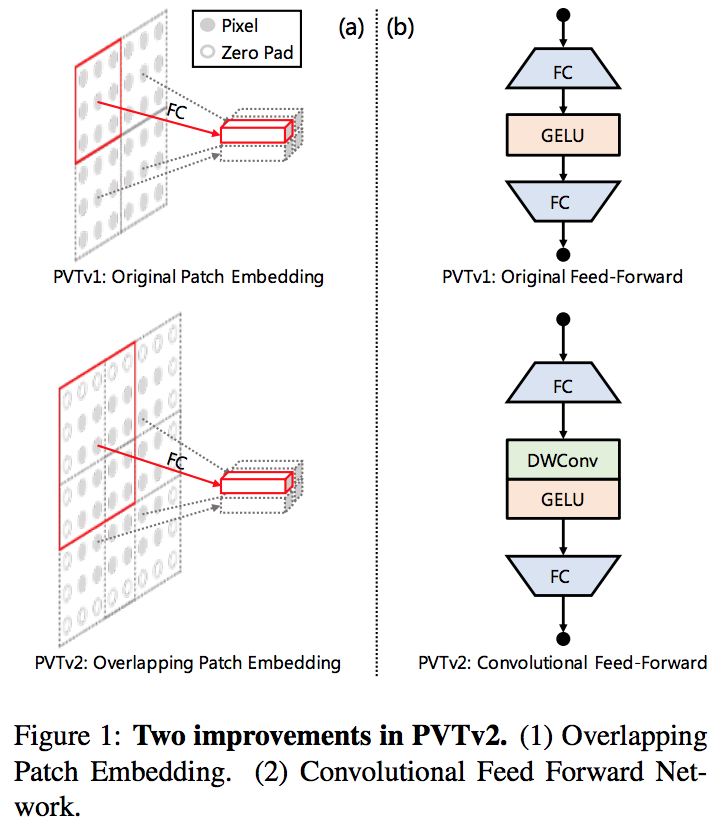 Pixel
Zero Pad
(a)
(b)
FC
PVTv1: Original Patch Embedding
FC
GELU
FC
PVTv1: Original Feed-Forward
FC
PVTv2: Overlapping Patch Embedding
FC
DWConv
GELU
FC
PVTv2: Convolutional Feed-Forward
Figure 1: Two improvements in PVTv2. (1) Overlapping
Patch Embedding. (2) Convolutional Feed Forward Net-
work.